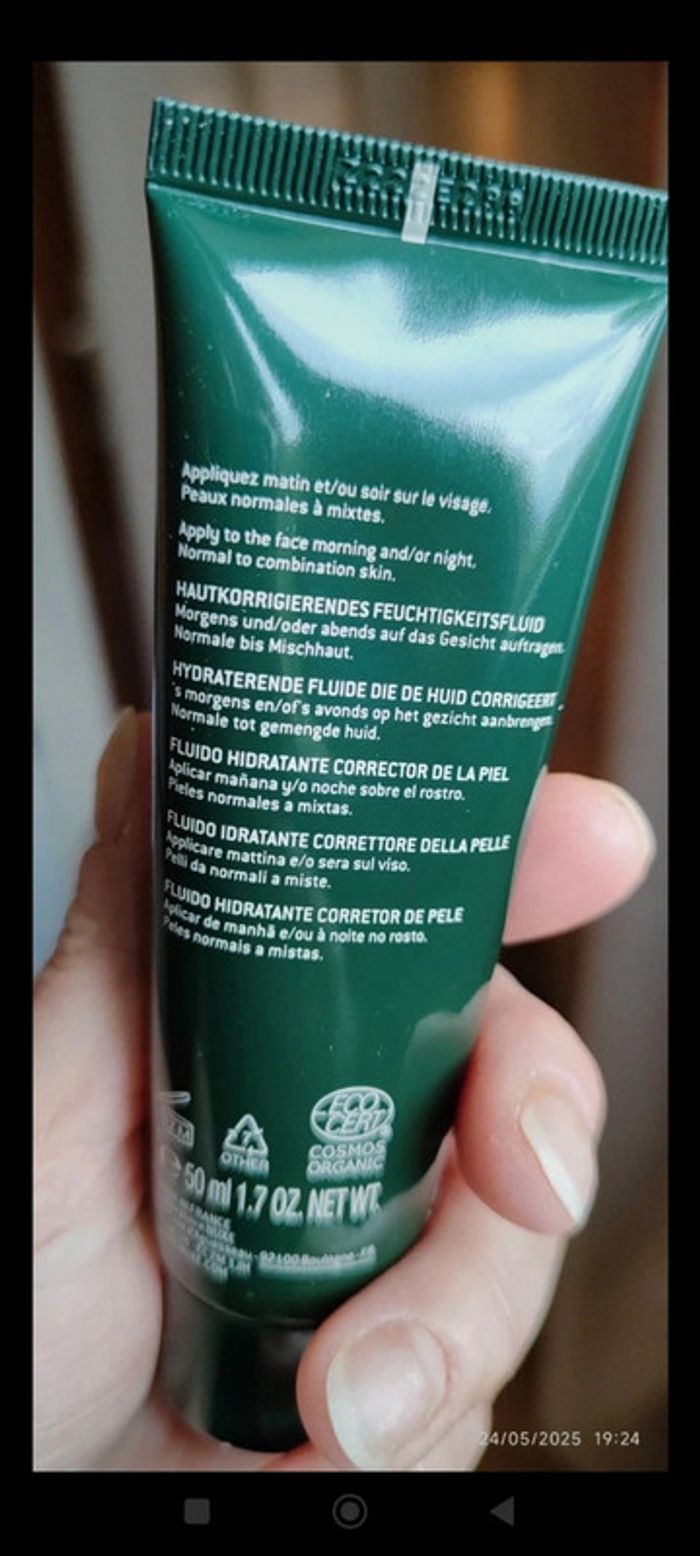 Appliquez matin et/ou soir sur le visage.
Peaux normales à mixtes.
Apply to the face morning and/or night.
Normal to combination skin.
HAUTKORRIGIERENDES FEUCHTIGKEITSFLUID
Morgens und/oder abends auf das Gesicht auftragen.
Normale bis Mischhaut.
HYDRATERENDE FLUIDE DIE DE HUID CORRIGEERT
's morgens en/of's avonds op het gezicht aanbrengen.
Normale tot gemengde huid.
FLUIDO HIDRATANTE CORRECTOR DE LA PIEL
Aplicar mañana y/o noche sobre el rostro.
Pieles normales a mixtas.
FLUIDO IDRATANTE CORRETTORE DELLA PELLE
Applicare mattina e/o sera sul viso.
Pelli da normali a miste.
FLUIDO HIDRATANTE CORRETOR DE PELE
Aplicar de manhã e/ou à noite no rosto.
Peles normais a mistas.
ECO
CERT
7
OTHER
COSMOS
ORGANIC
50 ml 1.7 OZ. NET WT.
FRANCE
92100 Boulogne-
24/05/2025 19:24